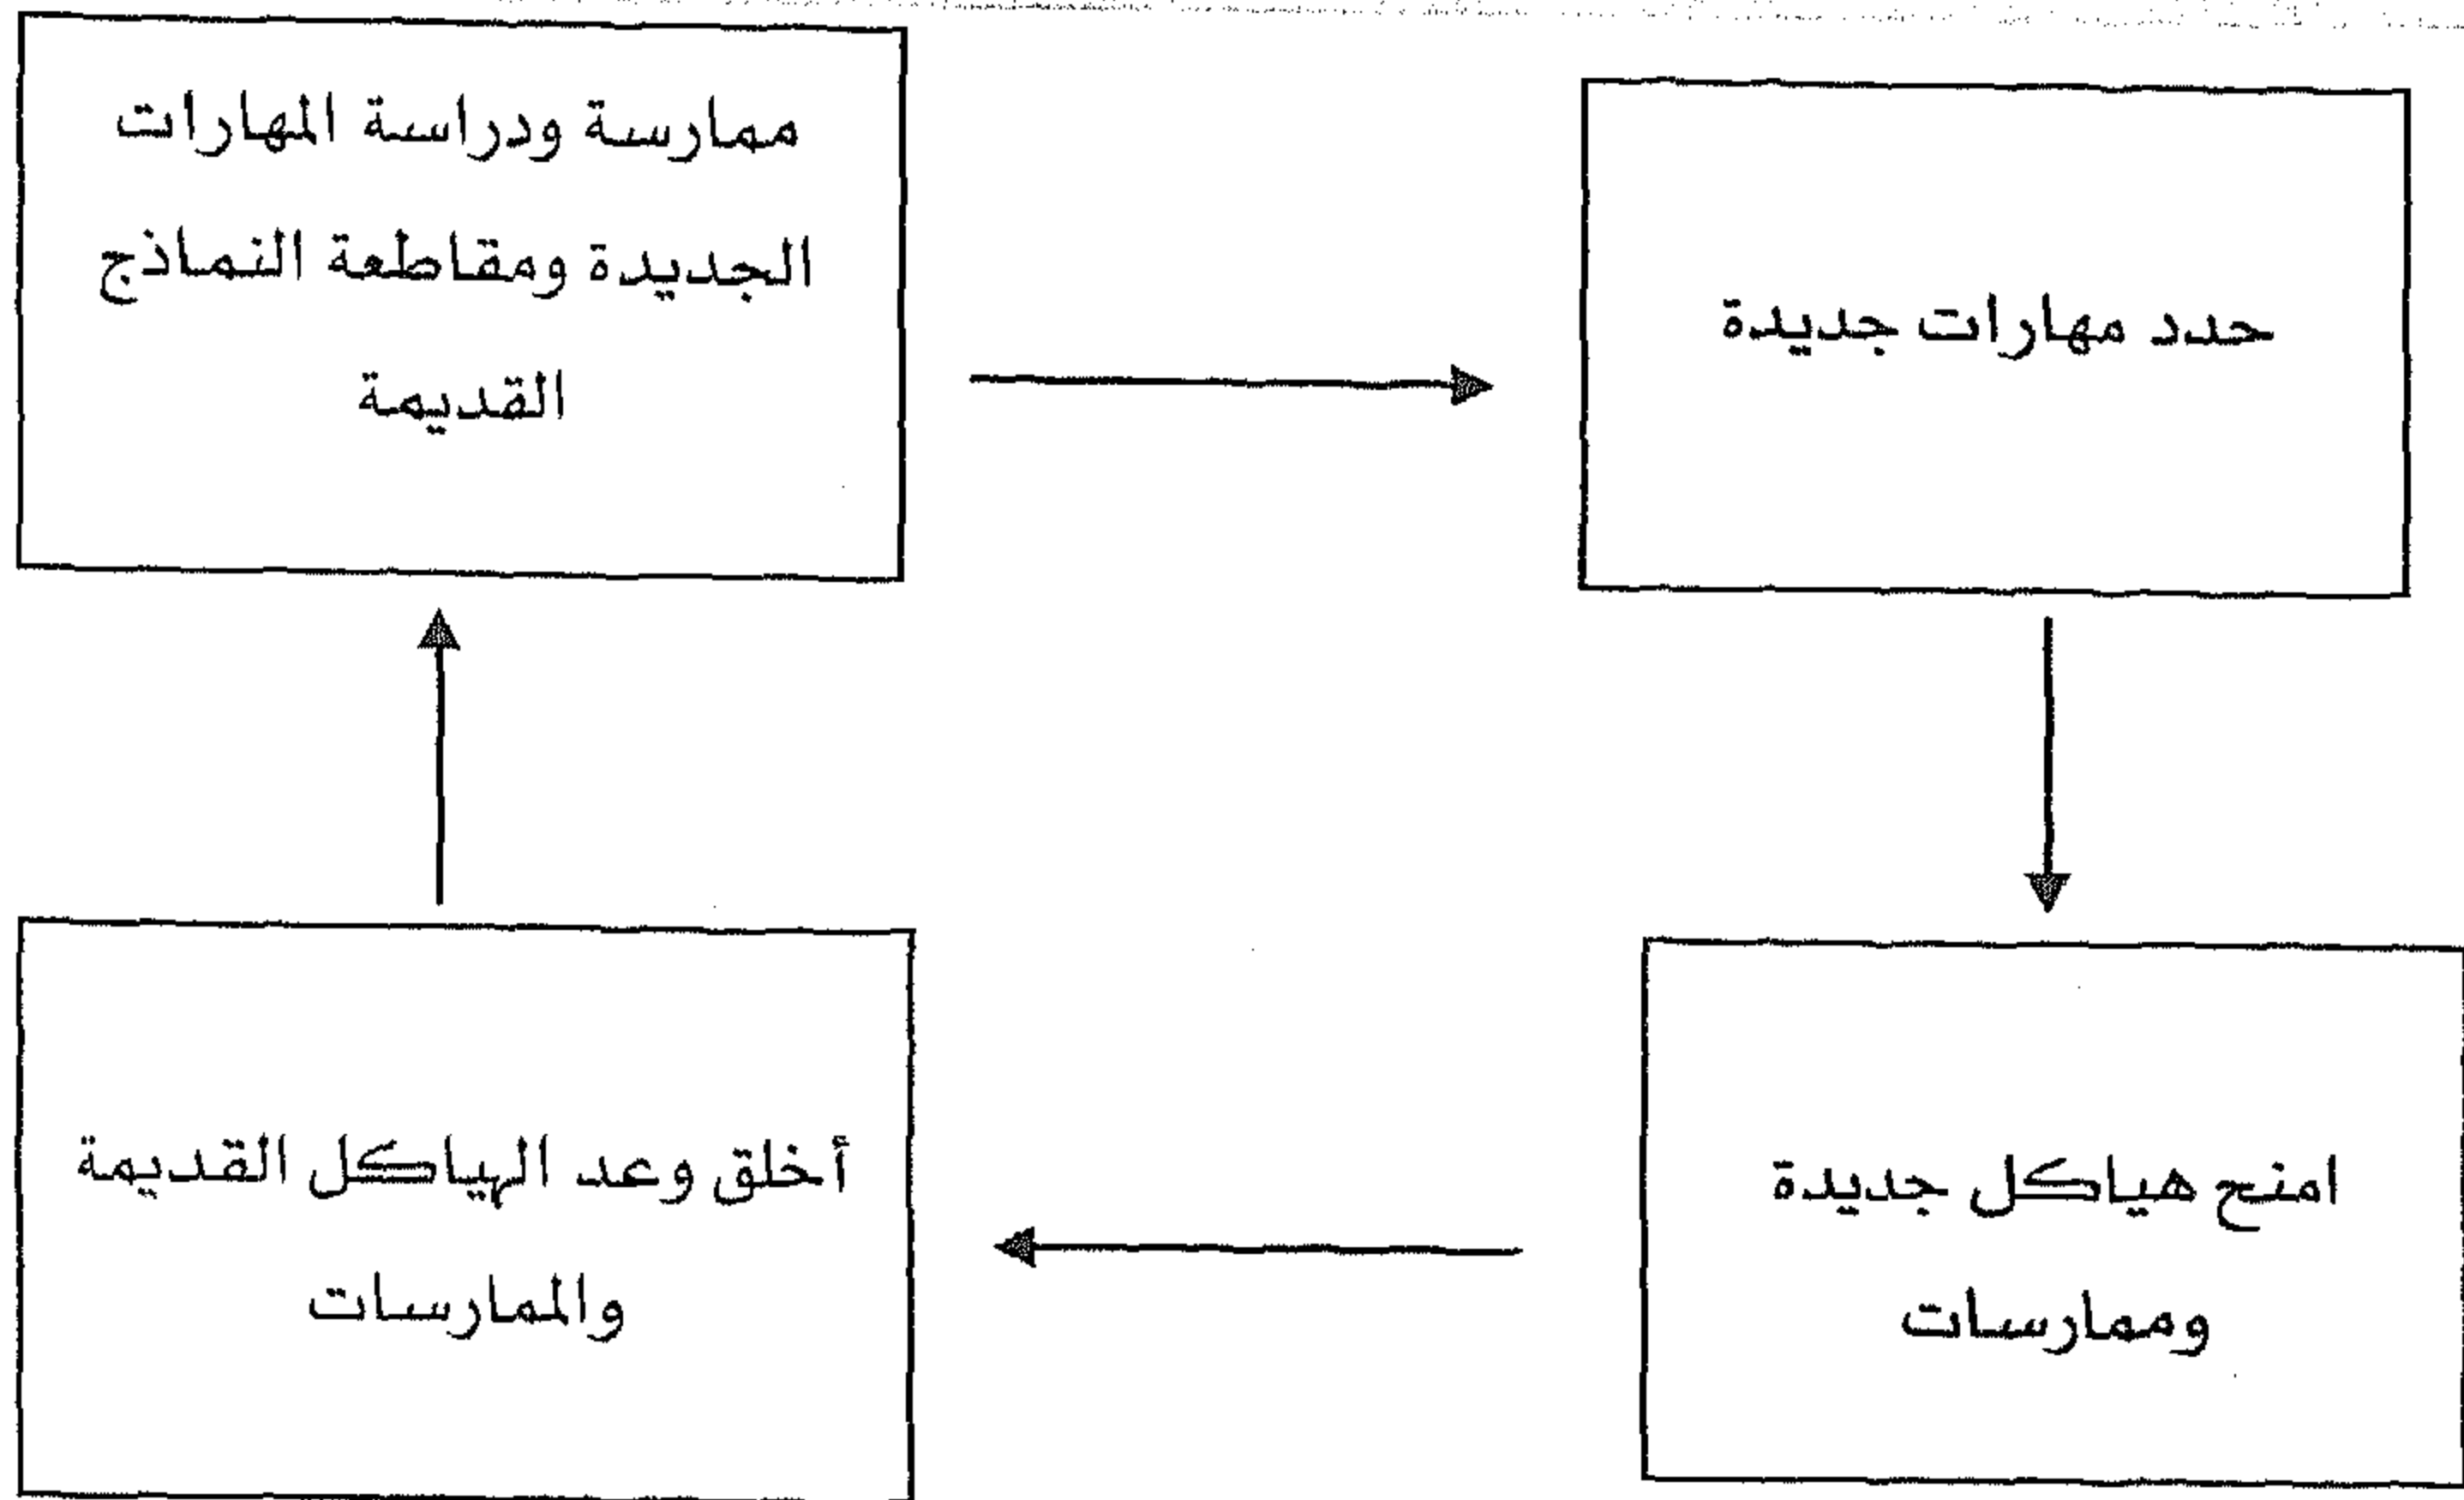 ممارسة ودراسة المهارات
الجديدة ومقاطعة النماذج
القديمة
حدد مهارات جديدة
امنح هياكل جديدة
وممارسات
أخلق وعد الهياكل القديمة
والممارسات